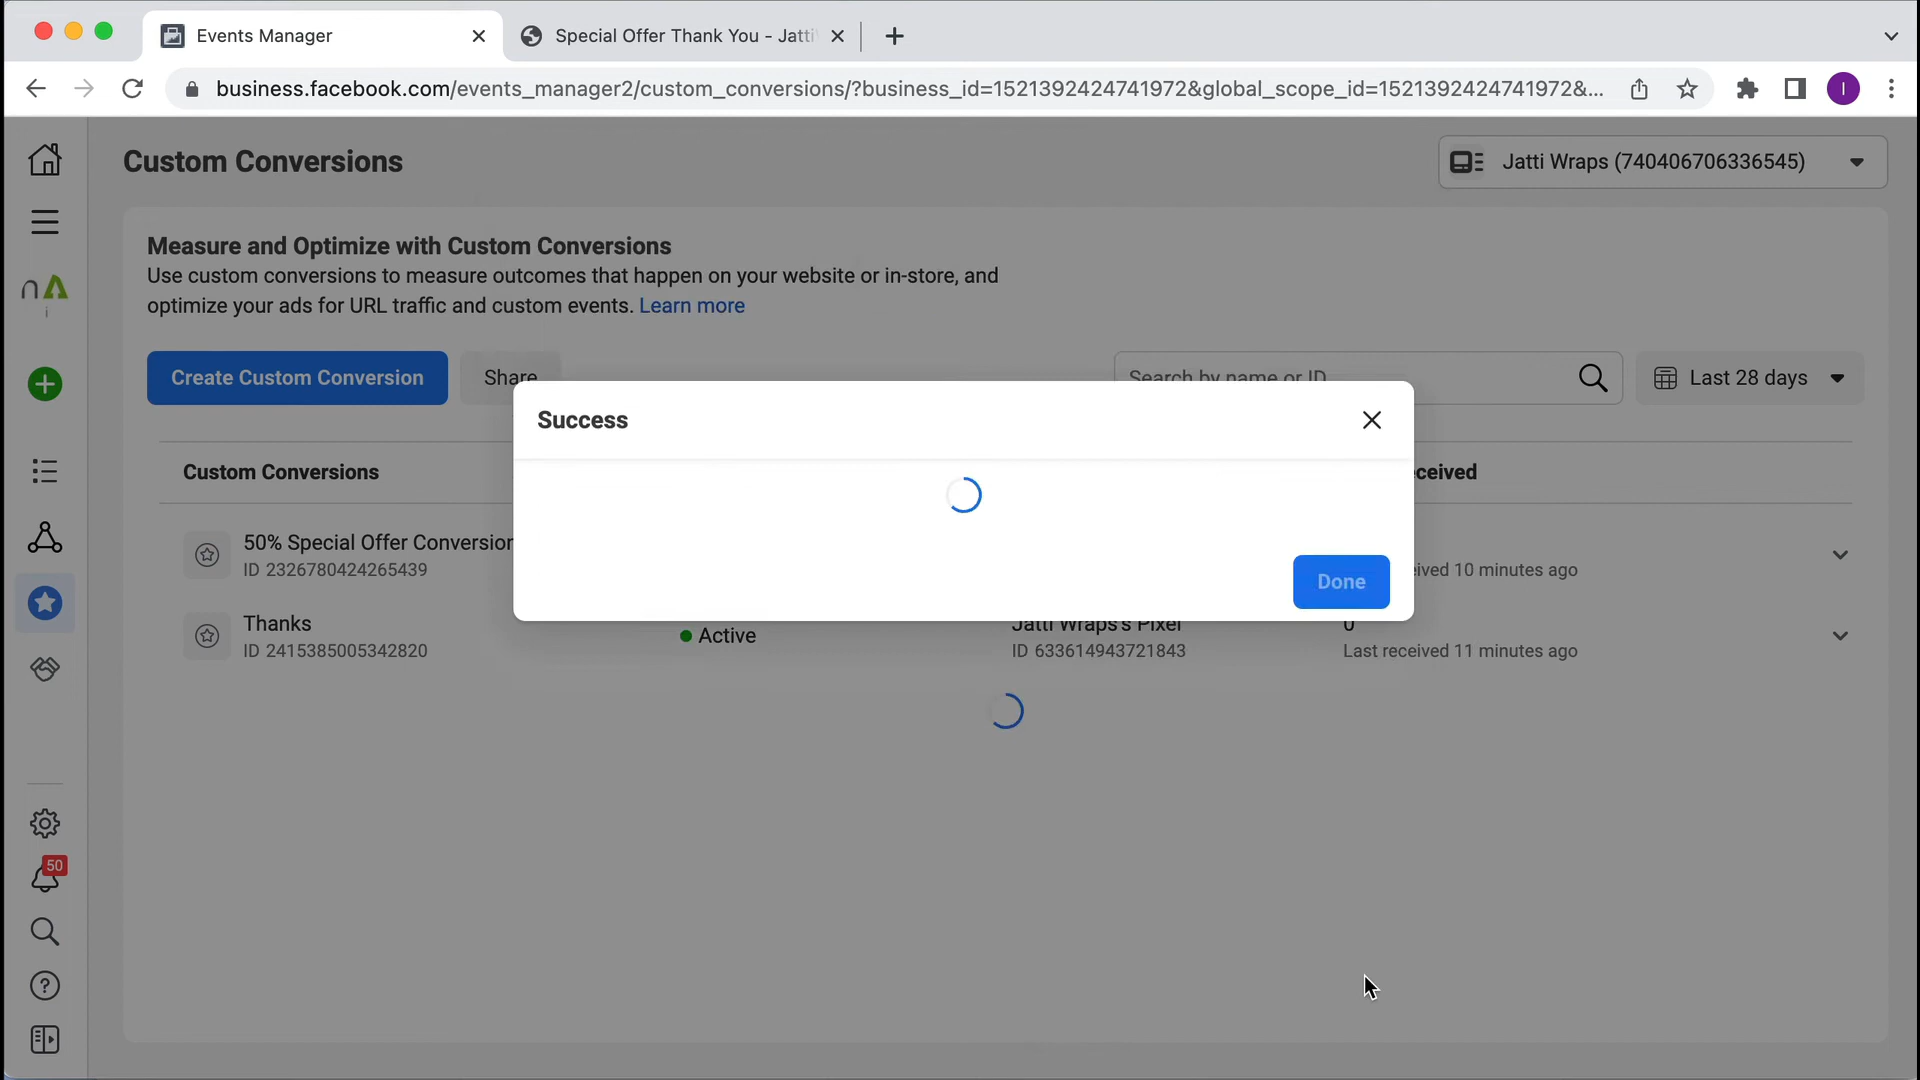 Events Manager
Special Offer Thank You - Jatti
business.facebook.com/events_manager2/custom_conversions/?business_id=1521392424741972&global_scope_id=1521392424741972&...
I
Custom Conversions
Jatti Wraps (740406706336545)
Measure and Optimize with Custom Conversions
Use custom conversions to measure outcomes that happen on your website or in-store, and
optimize your ads for URL traffic and custom events. Learn more
Create Custom Conversion
Share
Search by name or ID
Last 28 days
Success
Custom Conversions
ceived
50% Special Offer Conversion
ID 2326780424265439
eived 10 minutes ago
Done
Thanks
ID 2415385005342820
Active
Jatti Wraps's Pixel
ID 633614943721843
0
Last received 11 minutes ago
50